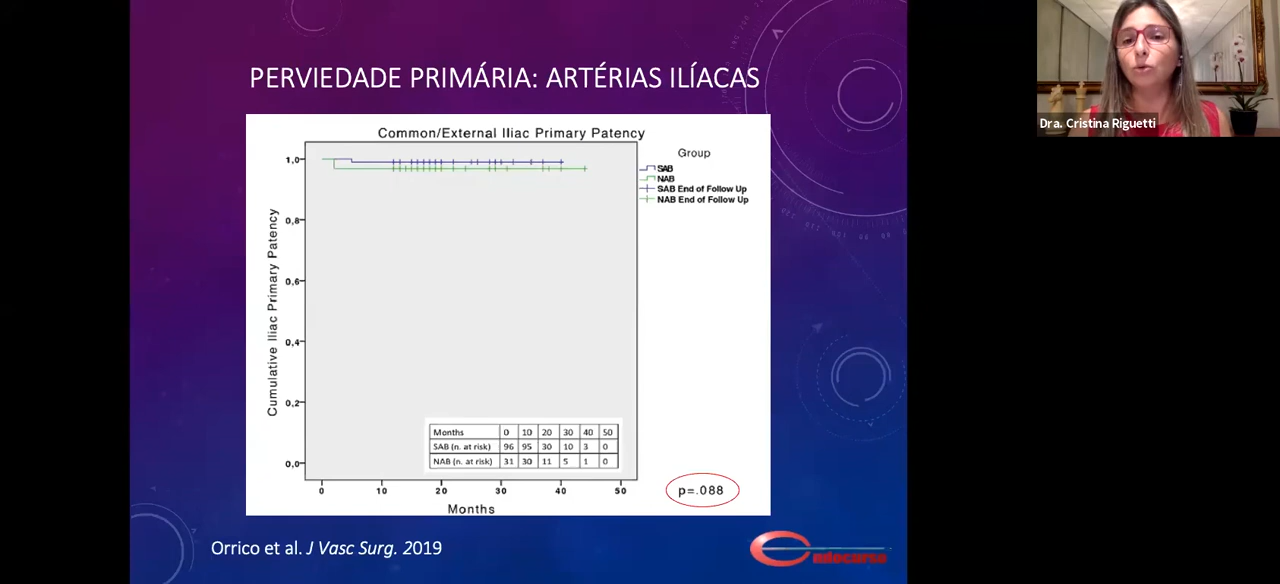 PERVIEDADE PRIMÁRIA: ARTÉRIAS ILÍACAS
Dra. Cristina Riguetti
Common/External Iliac Primary Patency
Group
SAB
NAB
SAB End of Follow Up
NAB End of Follow Up
Cumulative Iliac Primary Patency
1,0
0,8
0,6
0,4
0,2
0,0
Months 0 10 20 30 40 50
SAB (n. at risk) 96 95 30 10 3 0
NAB (n. at risk) 31 30 11 5 1 0
0 10 20 30 40 50
Months
p=.088
Orrico et al. J Vasc Surg. 2019
Endocurso